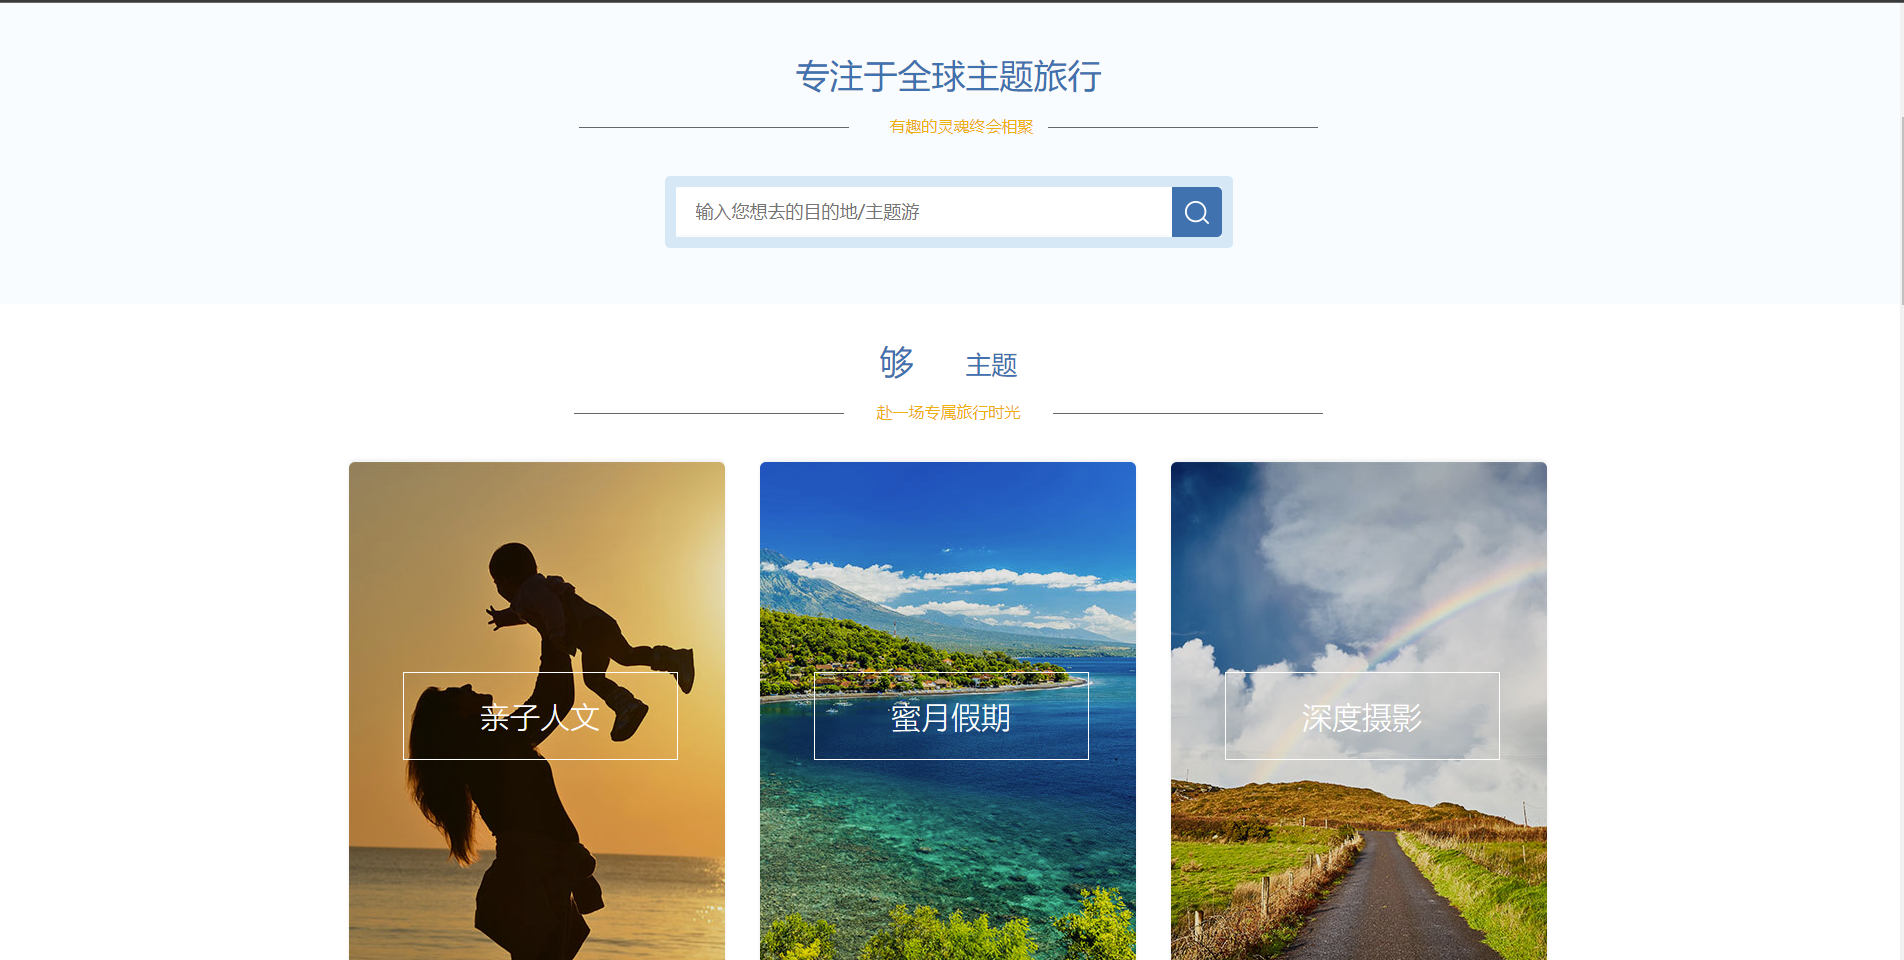 专注于全球主题旅行
有趣的灵魂终会相聚
输入您想去的目的地/主题游
够 主题
赴一场专属旅行时光
亲子人文
蜜月假期
深度摄影